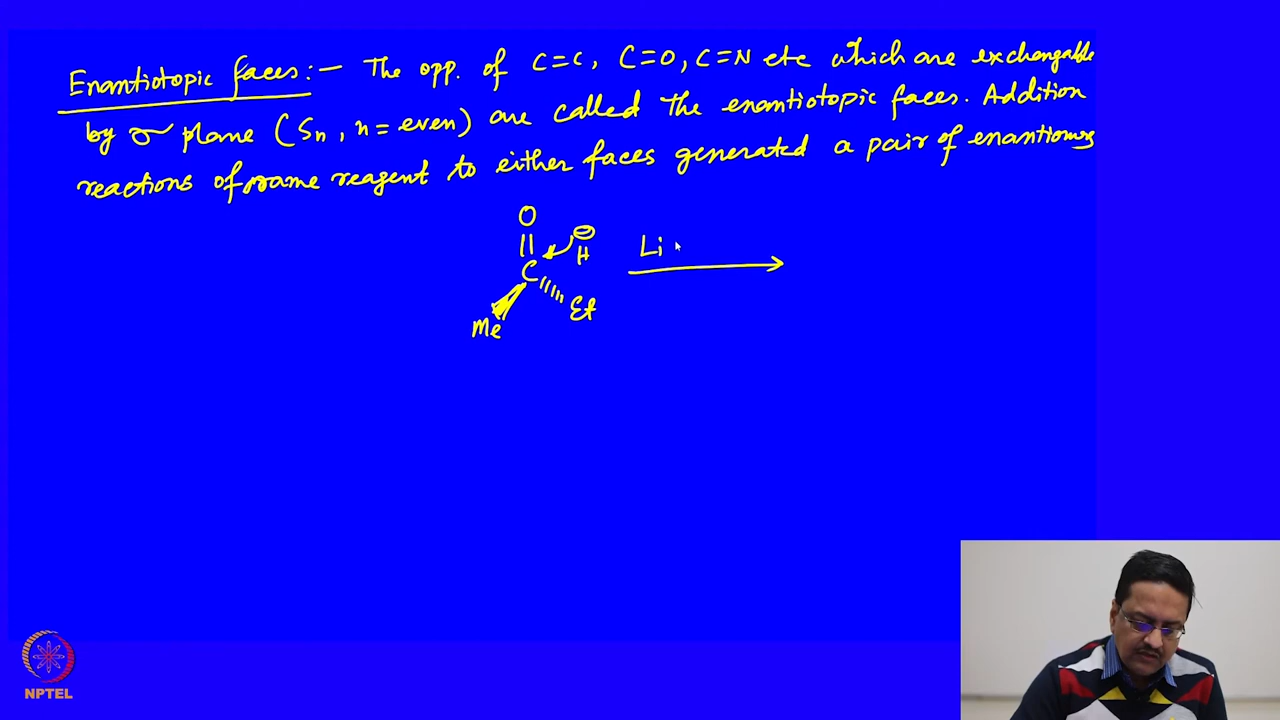 Enantiotopic faces:- The opp. of C=C, C=O, C=N etc which are exchangable
by σ plane (Sn, n=even) are called the enantiotopic faces. Addition
reactions of same reagent to either faces generated a pair of enantiomers
O
C
⊖
H
Me
Et
Li
NPTEL